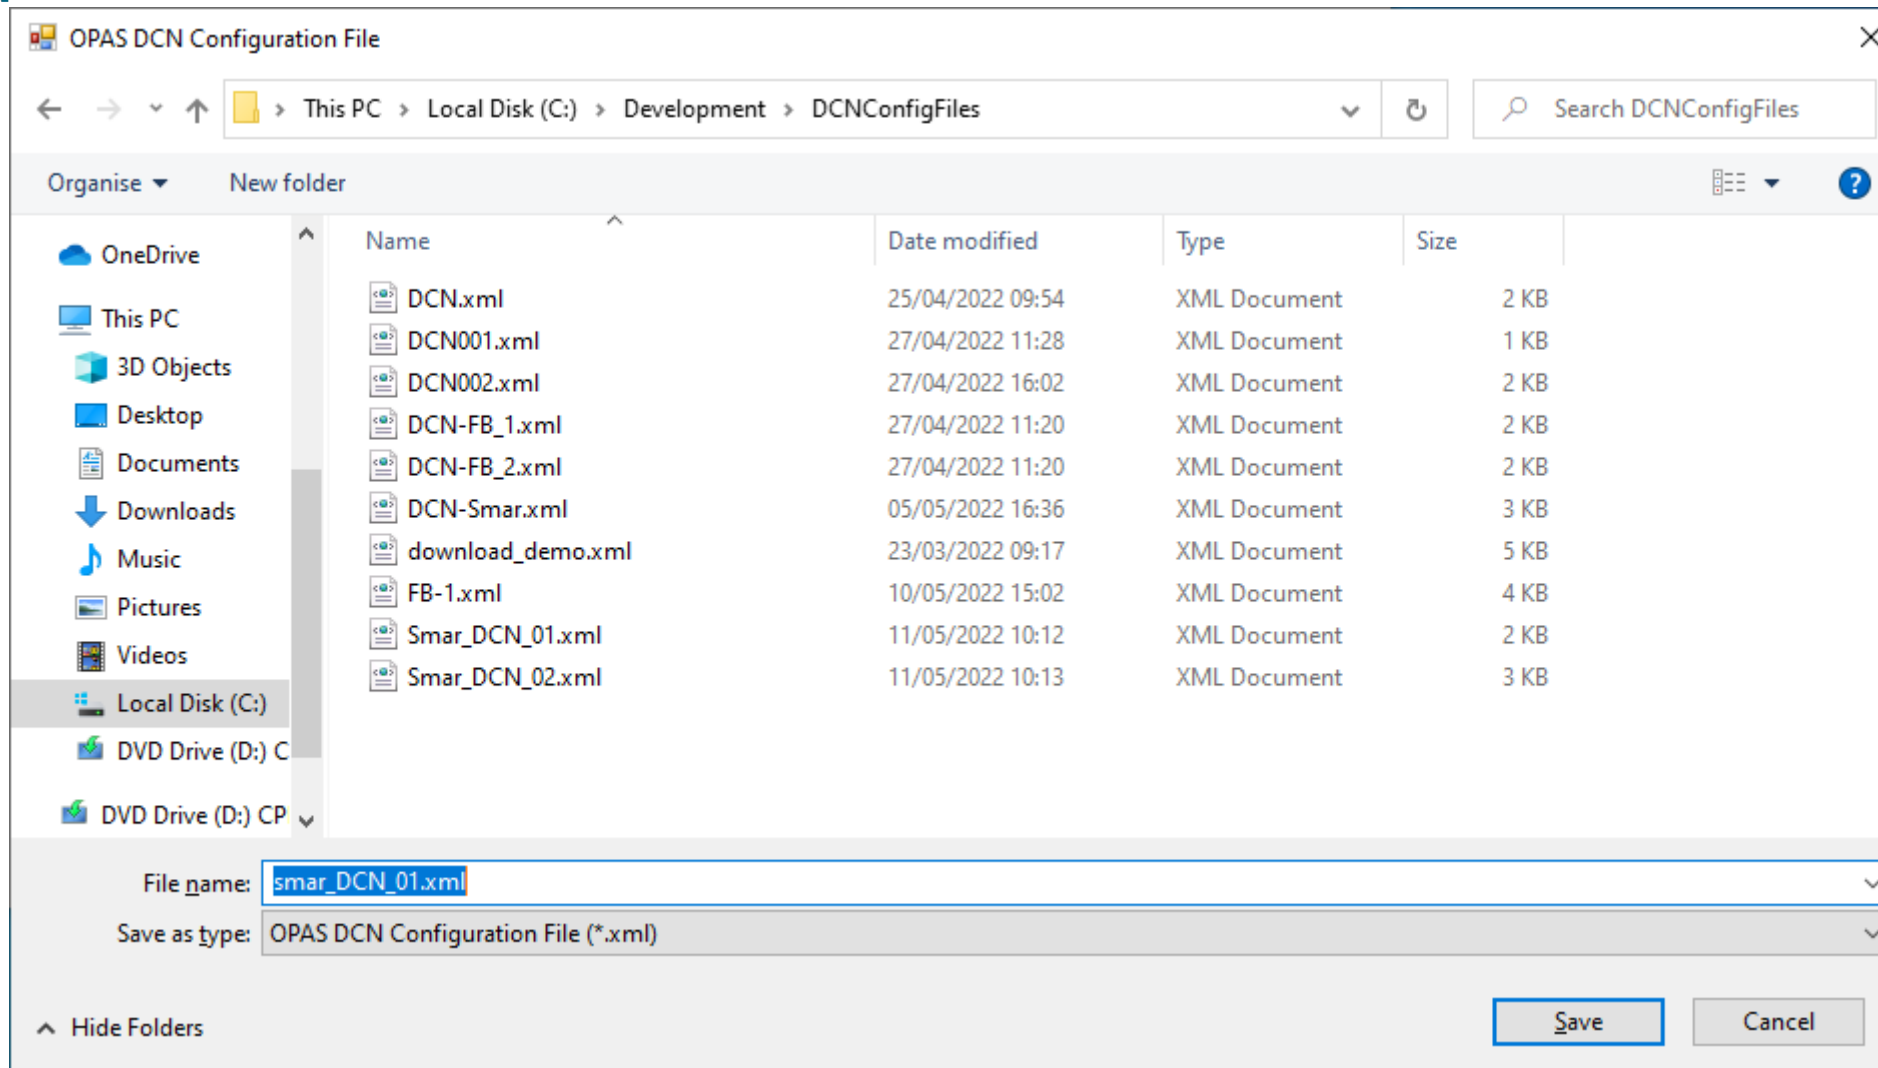 OPAS DCN Configuration File
This PC > Local Disk (C:) > Development > DCNConfigFiles
Search DCNConfigFiles
Organise
New folder
?
OneDrive
This PC
3D Objects
Desktop
Documents
Downloads
Music
Pictures
Videos
Local Disk (C:)
DVD Drive (D:) C
DVD Drive (D:) CP
Name Date modified Type Size
DCN.xml 25/04/2022 09:54 XML Document 2 KB
DCN001.xml 27/04/2022 11:28 XML Document 1 KB
DCN002.xml 27/04/2022 16:02 XML Document 2 KB
DCN-FB_1.xml 27/04/2022 11:20 XML Document 2 KB
DCN-FB_2.xml 27/04/2022 11:20 XML Document 2 KB
DCN-Smar.xml 05/05/2022 16:36 XML Document 3 KB
download_demo.xml 23/03/2022 09:17 XML Document 5 KB
FB-1.xml 10/05/2022 15:02 XML Document 4 KB
Smar_DCN_01.xml 11/05/2022 10:12 XML Document 2 KB
Smar_DCN_02.xml 11/05/2022 10:13 XML Document 3 KB
File name: smar_DCN_01.xml
Save as type: OPAS DCN Configuration File (*.xml)
Hide Folders
Save
Cancel